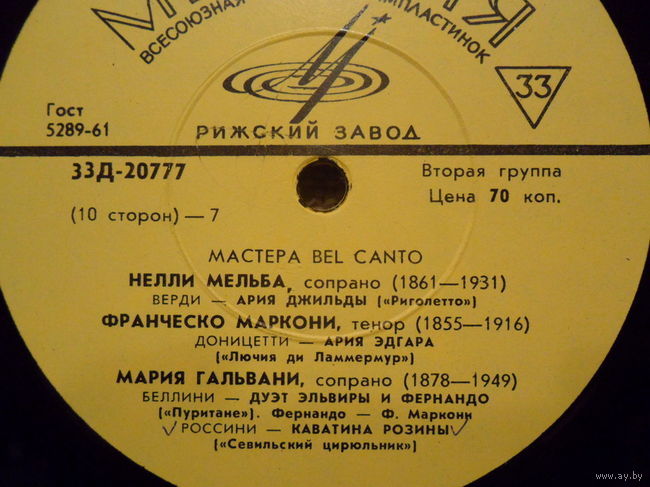 ВСЕСОЮЗНАЯ
33
Гост
5289-61
РИЖСКИЙ ЗАВОД
33Д-20777
Вторая группа
Цена 70 коп.
(10 сторон) — 7
МАСТЕРА BEL CANTO
НЕЛЛИ МЕЛЬБА, сопрано (1861—1931)
ВЕРДИ — АРИЯ ДЖИЛЬДЫ («Риголетто»)
ФРАНЧЕСКО МАРКОНИ, тенор (1855—1916)
ДОНИЦЕТТИ — АРИЯ ЭДГАРА
(«Лючия ди Ламмермур»)
МАРИЯ ГАЛЬВАНИ, сопрано (1878—1949)
БЕЛЛИНИ — ДУЭТ ЭЛЬВИРЫ И ФЕРНАНДО
(«Пуритане»). Фернандо — Ф. Маркони
РОССИНИ — КАВАТИНА РОЗИНЫ
(«Севильский цирюльник»)
www.ay.by